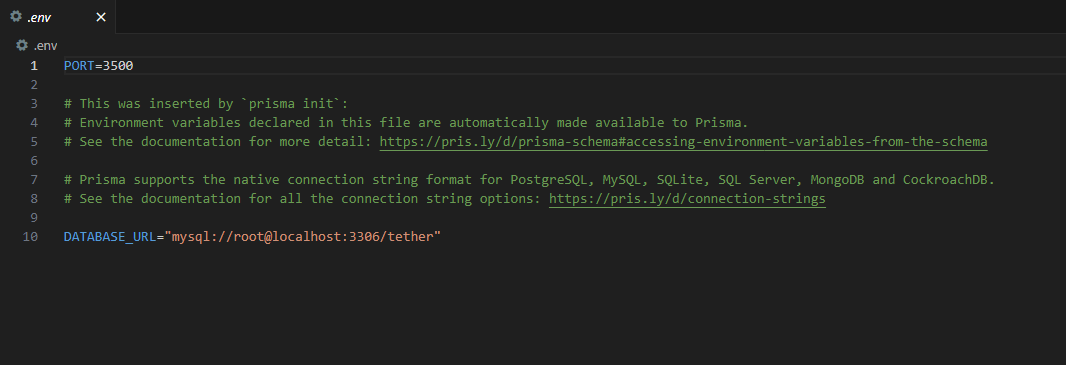 .env
.env
1 PORT=3500
2
3 # This was inserted by `prisma init`:
4 # Environment variables declared in this file are automatically made available to Prisma.
5 # See the documentation for more detail: https://pris.ly/d/prisma-schema#accessing-environment-variables-from-the-schema
6
7 # Prisma supports the native connection string format for PostgreSQL, MySQL, SQLite, SQL Server, MongoDB and CockroachDB.
8 # See the documentation for all the connection string options: https://pris.ly/d/connection-strings
9
10 DATABASE_URL="mysql://root@localhost:3306/tether"